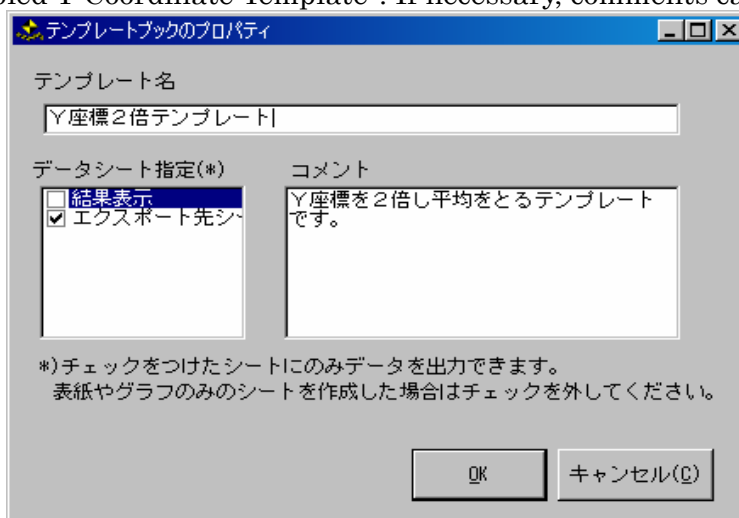 Coordinate Template . If necessary, comments ca
テンプレートブックのプロパティ
テンプレート名
Y座標2倍テンプレート
データシート指定(*)
コメント
結果表示
エクスポート先シー
Y座標を2倍し平均をとるテンプレート
です。
*)チェックをつけたシートにのみデータを出力できます。
表紙やグラフのみのシートを作成した場合はチェックを外してください。
OK
キャンセル(C)